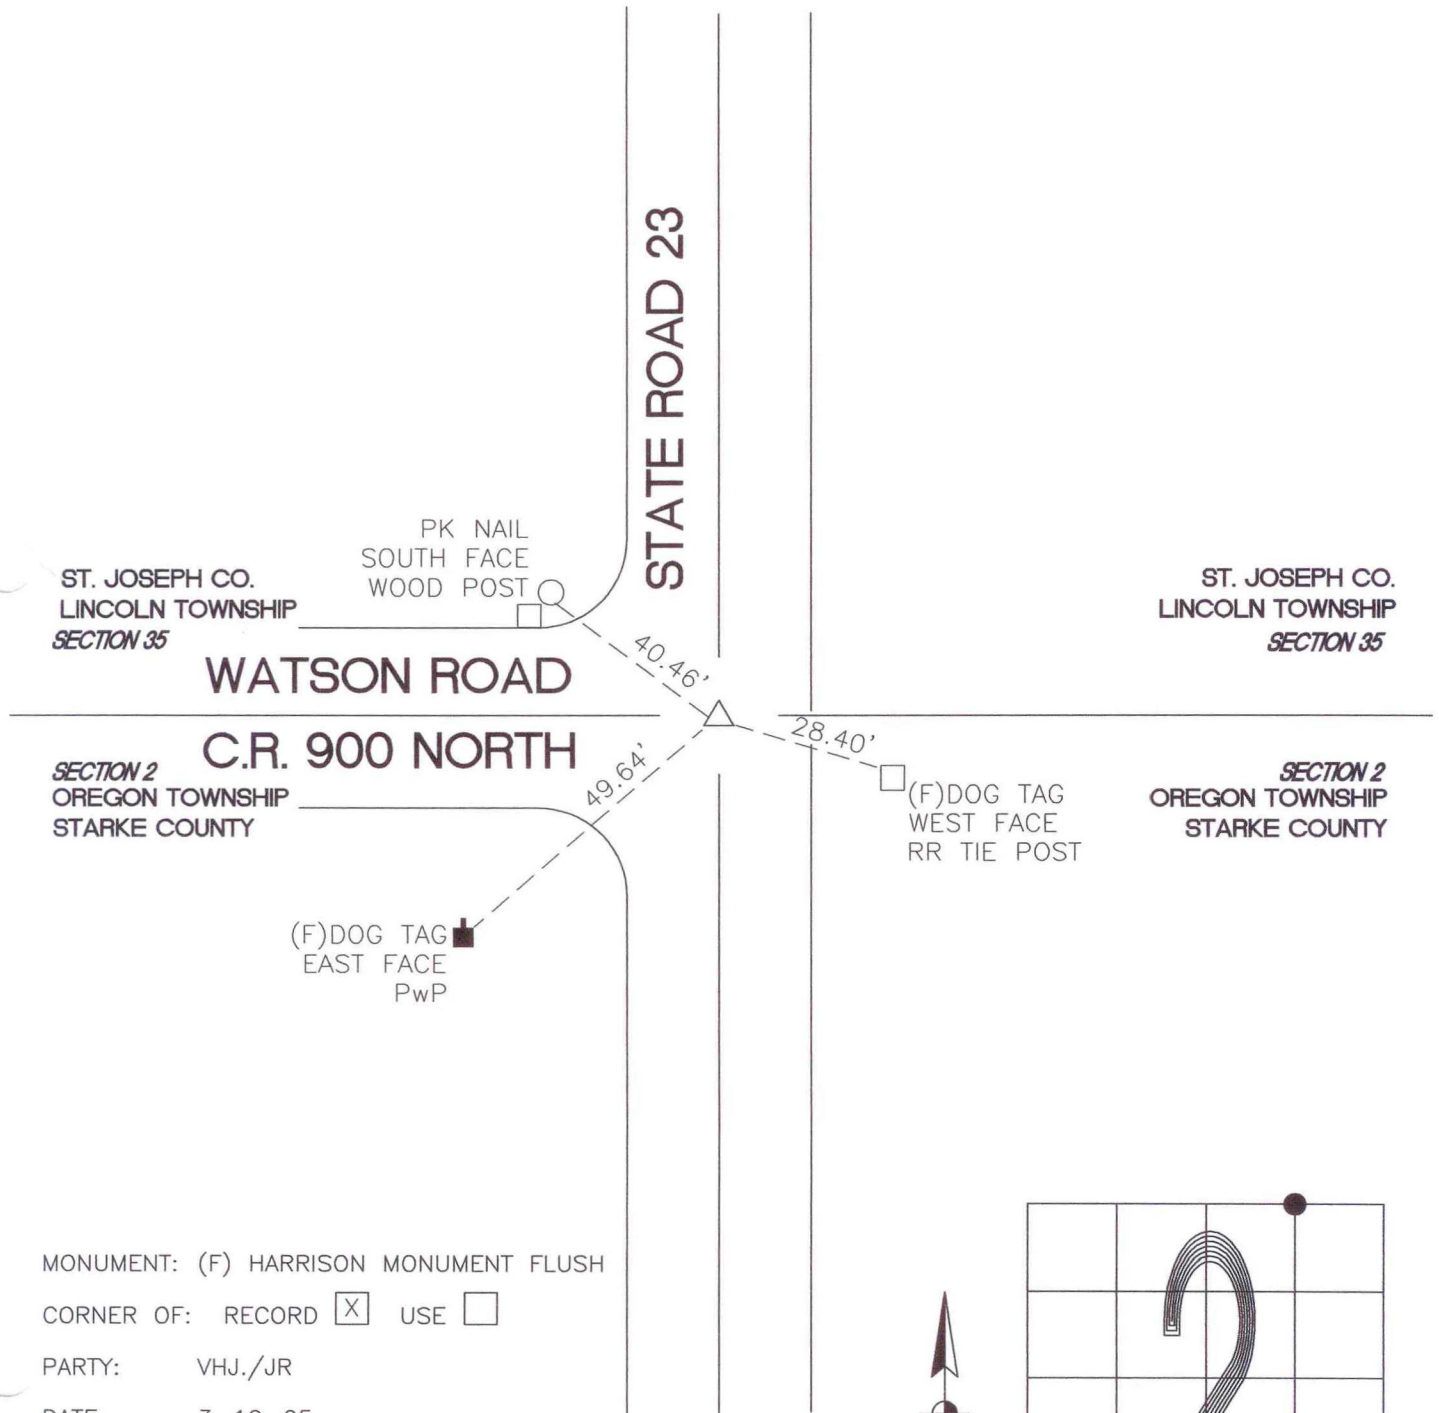 STATE ROAD 23
PK NAIL
SOUTH FACE
WOOD POST
ST. JOSEPH CO.
LINCOLN TOWNSHIP
SECTION 35
ST. JOSEPH CO.
LINCOLN TOWNSHIP
SECTION 35
40.46'
WATSON ROAD
28.40'
C.R. 900 NORTH
49.64'
SECTION 2
OREGON TOWNSHIP
STARKE COUNTY
(F)DOG TAG
WEST FACE
RR TIE POST
SECTION 2
OREGON TOWNSHIP
STARKE COUNTY
(F)DOG TAG
EAST FACE
PwP
MONUMENT: (F) HARRISON MONUMENT FLUSH
CORNER OF: RECORD X USE
PARTY: VHJ./JR
2